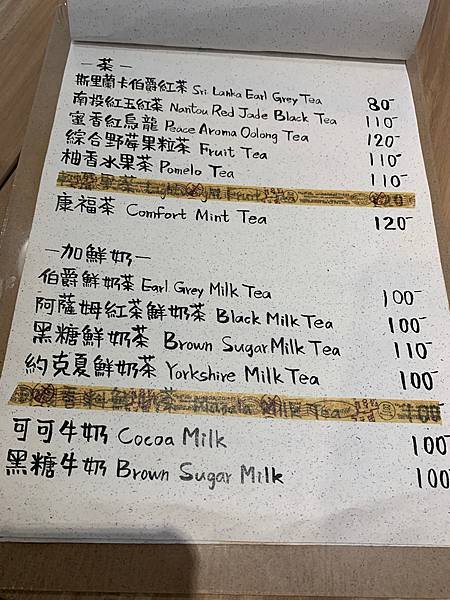 －茶－
斯里蘭卡伯爵紅茶 Sri Lanka Earl Grey Tea 80-
南投紅玉紅茶 Nantou Red Jade Black Tea 110-
蜜香紅烏龍 Peace Aroma Oolong Tea 120-
綜合野莓果粒茶 Fruit Tea 110-
柚香水果茶 Pomelo Tea 110-
康福茶 Comfort Mint Tea 120-
－加鮮奶－
伯爵鮮奶茶 Earl Grey Milk Tea 100-
阿薩姆紅茶鮮奶茶 Black Milk Tea 100-
黑糖鮮奶茶 Brown Sugar Milk Tea 110-
約克夏鮮奶茶 Yorkshire Milk Tea 100-
Masala Milk Tea 100-
可可牛奶 Cocoa Milk 100-
黑糖牛奶 Brown Sugar Milk 100